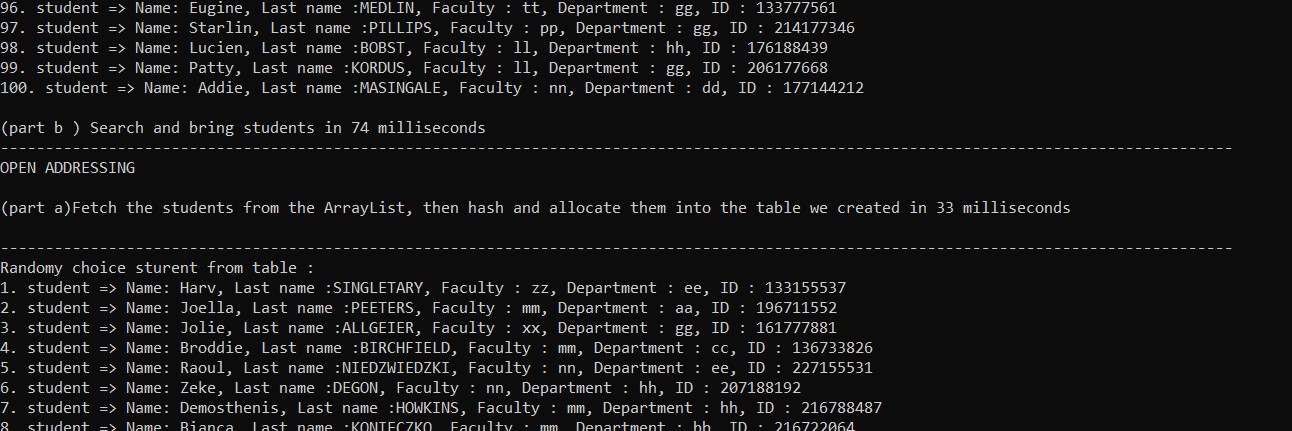 96. student => Name: Eugine, Last name :MEDLIN, Faculty : tt, Department : gg, ID : 133777561
97. student => Name: Starlin, Last name :PILLIPS, Faculty : pp, Department : gg, ID : 214177346
98. student => Name: Lucien, Last name :BOBST, Faculty : ll, Department : hh, ID : 176188439
99. student => Name: Patty, Last name :KORDUS, Faculty : ll, Department : gg, ID : 206177668
100. student => Name: Addie, Last name :MASINGALE, Faculty : nn, Department : dd, ID : 177144212
(part b ) Search and bring students in 74 milliseconds
-----------------------------------------------------------------------------------------------------------------------------------------
OPEN ADDRESSING
(part a)Fetch the students from the ArrayList, then hash and allocate them into the table we created in 33 milliseconds
-----------------------------------------------------------------------------------------------------------------------------------------
Randomy choice sturent from table :
1. student => Name: Harv, Last name :SINGLETARY, Faculty : zz, Department : ee, ID : 133155537
2. student => Name: Joella, Last name :PEETERS, Faculty : mm, Department : aa, ID : 196711552
3. student => Name: Jolie, Last name :ALLGEIER, Faculty : xx, Department : gg, ID : 161777881
4. student => Name: Broddie, Last name :BIRCHFIELD, Faculty : mm, Department : cc, ID : 136733826
5. student => Name: Raoul, Last name :NIEDZWIEDZKI, Faculty : nn, Department : ee, ID : 227155531
6. student => Name: Zeke, Last name :DEGON, Faculty : nn, Department : hh, ID : 207188192
7. student => Name: Demosthenis, Last name :HOWKINS, Faculty : mm, Department : hh, ID : 216788487
8. student => Name: Bianca, Last name :KONIECZKO, Faculty : mm, Department : bb, ID : 216722064